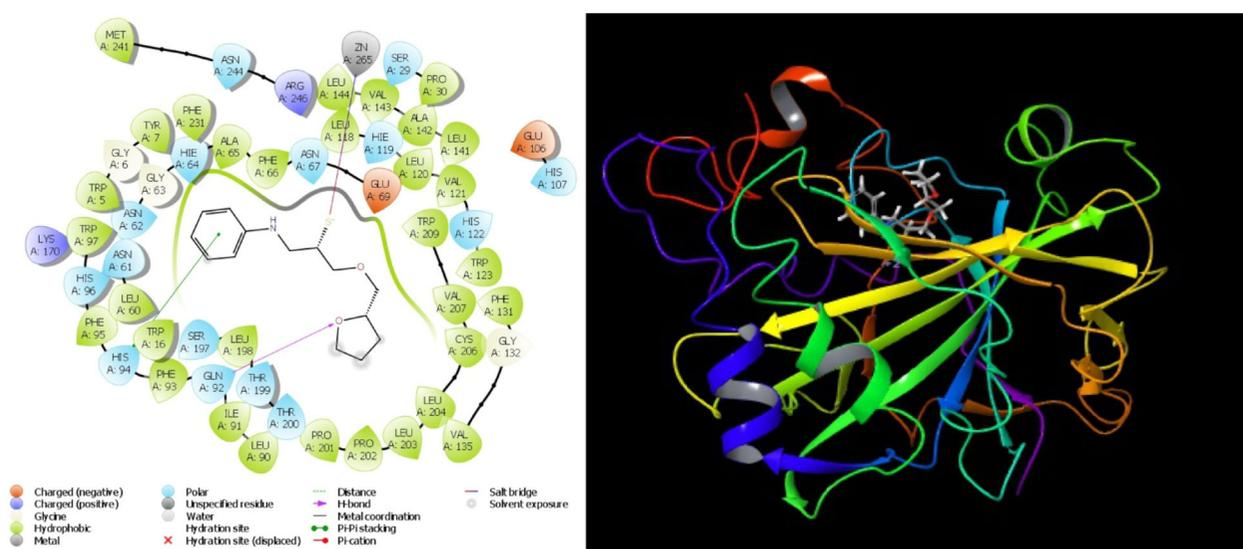 MET
A: 241
ASN
A: 244
ARG
A: 246
ZN
A: 265
SER
A: 29
PRO
A: 30
LEU
A: 144
VAL
A: 143
ALA
A: 142
LEU
A: 141
LEU
A: 118
HIE
A: 119
LEU
A: 120
VAL
A: 121
HIS
A: 122
TRP
A: 123
GLU
A: 106
HIS
A: 107
TYR
A: 7
PHE
A: 231
GLY
A: 6
HIE
A: 64
ALA
A: 65
PHE
A: 66
ASN
A: 67
GLU
A: 69
TRP
A: 5
GLY
A: 63
ASN
A: 62
LYS
A: 170
TRP
A: 97
ASN
A: 61
HIS
A: 96
LEU
A: 60
PHE
A: 95
TRP
A: 16
HIS
A: 94
PHE
A: 93
SER
A: 197
LEU
A: 198
GLN
A: 92
THR
A: 199
ILE
A: 91
THR
A: 200
LEU
A: 90
PRO
A: 201
PRO
A: 202
LEU
A: 203
LEU
A: 204
VAL
A: 135
TRP
A: 209
VAL
A: 207
PHE
A: 131
CYS
A: 206
GLY
A: 132
H
N
S-
O
O
Charged (negative)
Charged (positive)
Glycine
Hydrophobic
Metal
Polar
Unspecified residue
Water
Hydration site
Hydration site (displaced)
Distance
H-bond
Metal coordination
Pi-Pi stacking
Pi-cation
Salt bridge
Solvent exposure